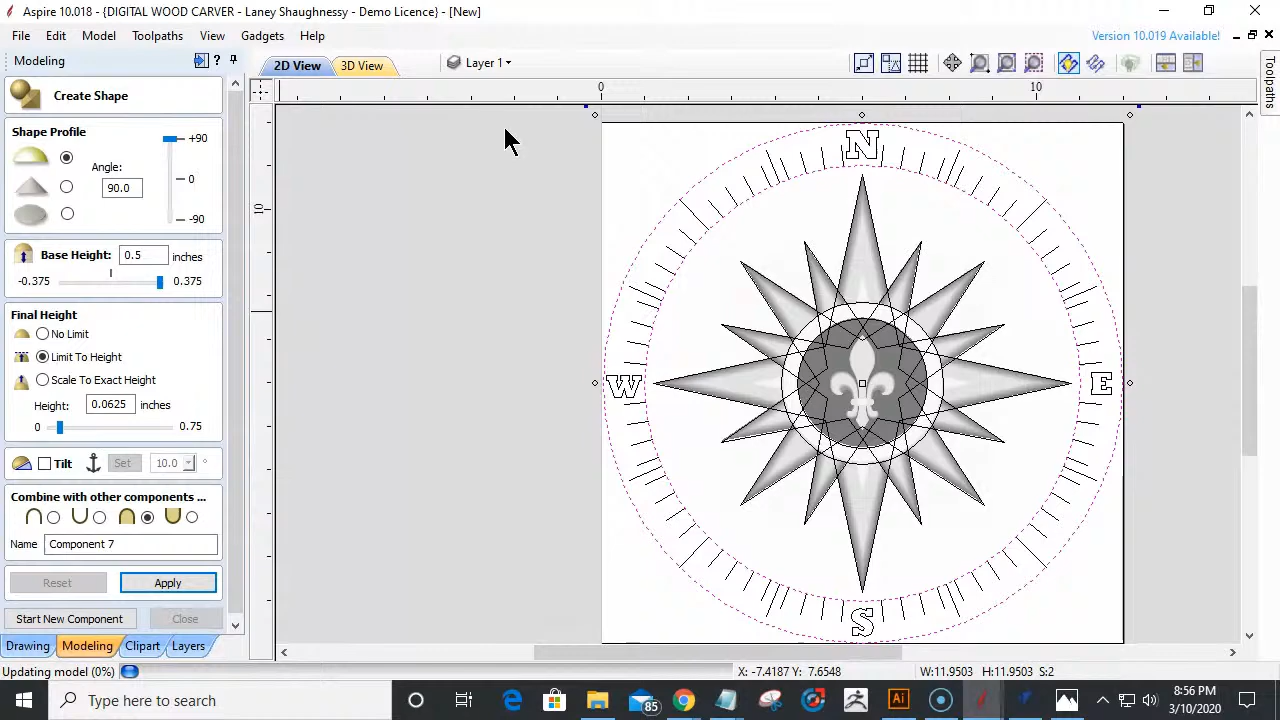 Aspire 10.018 - {DIGITAL WOOD CARVER - Laney Shaughnessy - Demo Licence} - [New]
File Edit Model Toolpaths View Gadgets Help
Version 10.019 Available!
Modeling
?
2D View 3D View
Layer 1
Toolpaths
0 10
10
Create Shape
Shape Profile
+90
Angle:
90.0
0
-90
Base Height: 0.5 inches
-0.375 0.375
Final Height
No Limit
Limit To Height
Scale To Exact Height
Height: 0.0625 inches
0 0.75
Tilt Set 10.0 °
Combine with other components ...
Name Component 7
Reset Apply
Start New Component Close
Drawing Modeling Clipart Layers
N
W E
S
Updating model (0%)
X: -7.4187 Y: 7.6548 W:11.9503 H:11.9503 S:2
Type here to search
85
Ai
8:56 PM
3/10/2020